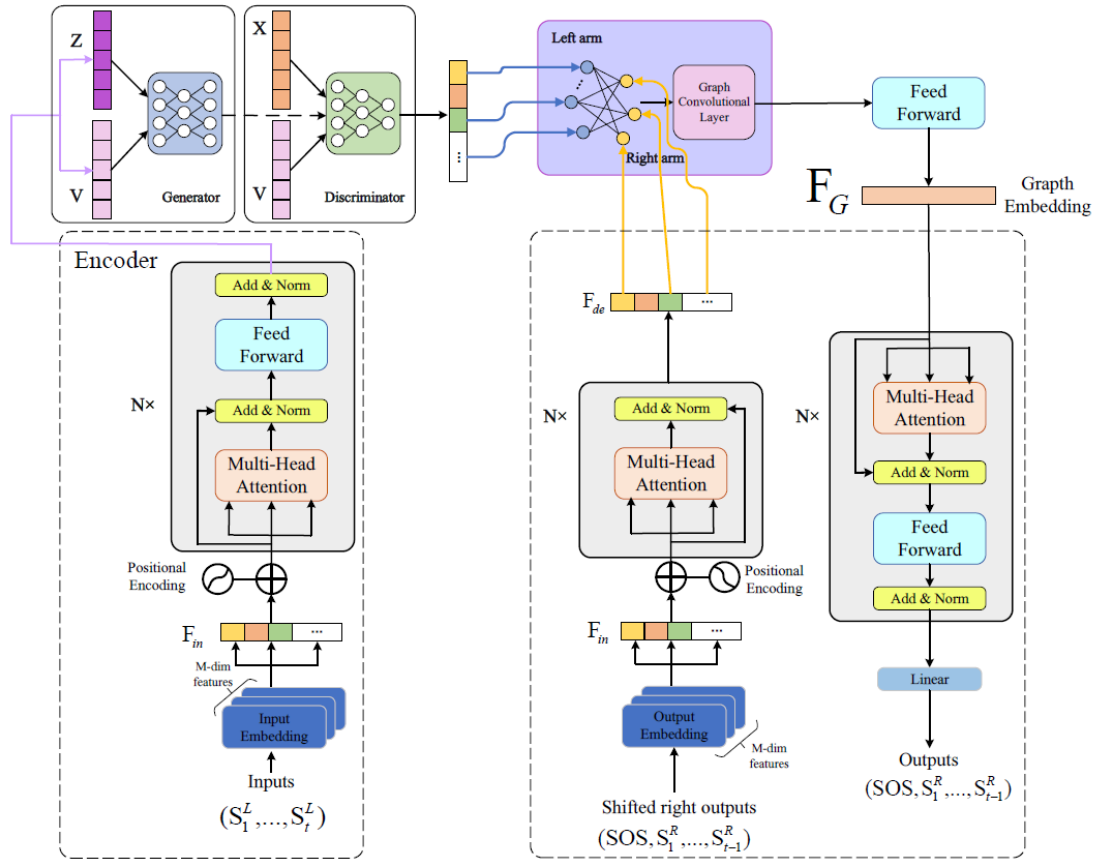 Z
V
Generator
X
V
Discriminator
...
Left arm
...
Right arm
Graph
Convolutional
Layer
Feed
Forward
F_G
Grapth
Embedding
Encoder
Add & Norm
Feed
Forward
N×
Add & Norm
Multi-Head
Attention
Positional
Encoding
F_in
...
M-dim
features
Input
Embedding
Inputs
(S_1^L,...,S_t^L)
F_de
...
N×
Add & Norm
Multi-Head
Attention
Positional
Encoding
F_in
...
Output
Embedding
M-dim
features
Shifted right outputs
(SOS,S_1^R,...,S_{t-1}^R)
N×
Multi-Head
Attention
Add & Norm
Feed
Forward
Add & Norm
Linear
Outputs
(SOS,S_1^R,...,S_{t-1}^R)